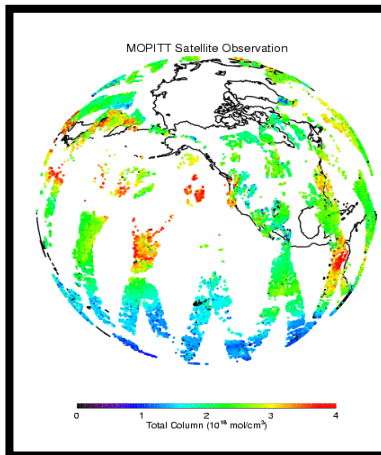 MOPITT Satellite Observation
0 1 2 3 4
Total Column (10¹⁸ mol/cm²)